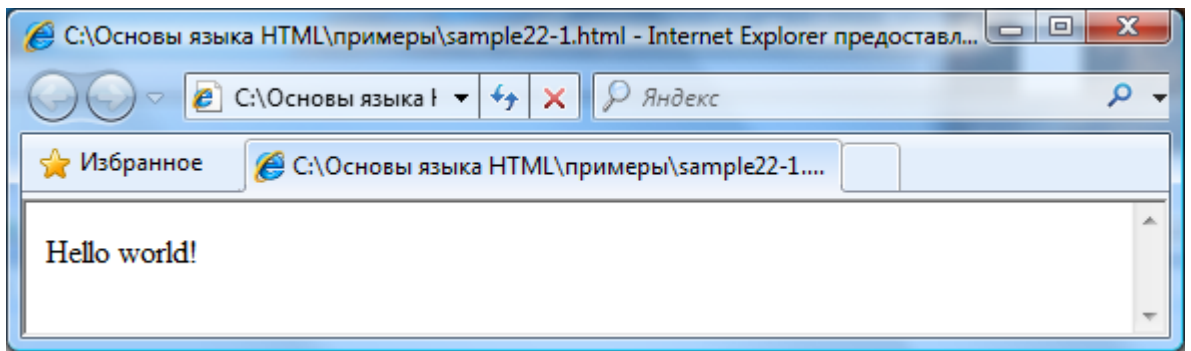 C:\Основы языка HTML\примеры\sample22-1.html - Internet Explorer предоставл...
C:\Основы языка Н
Яндекс
Избранное
C:\Основы языка HTML\примеры\sample22-1....
Hello world!